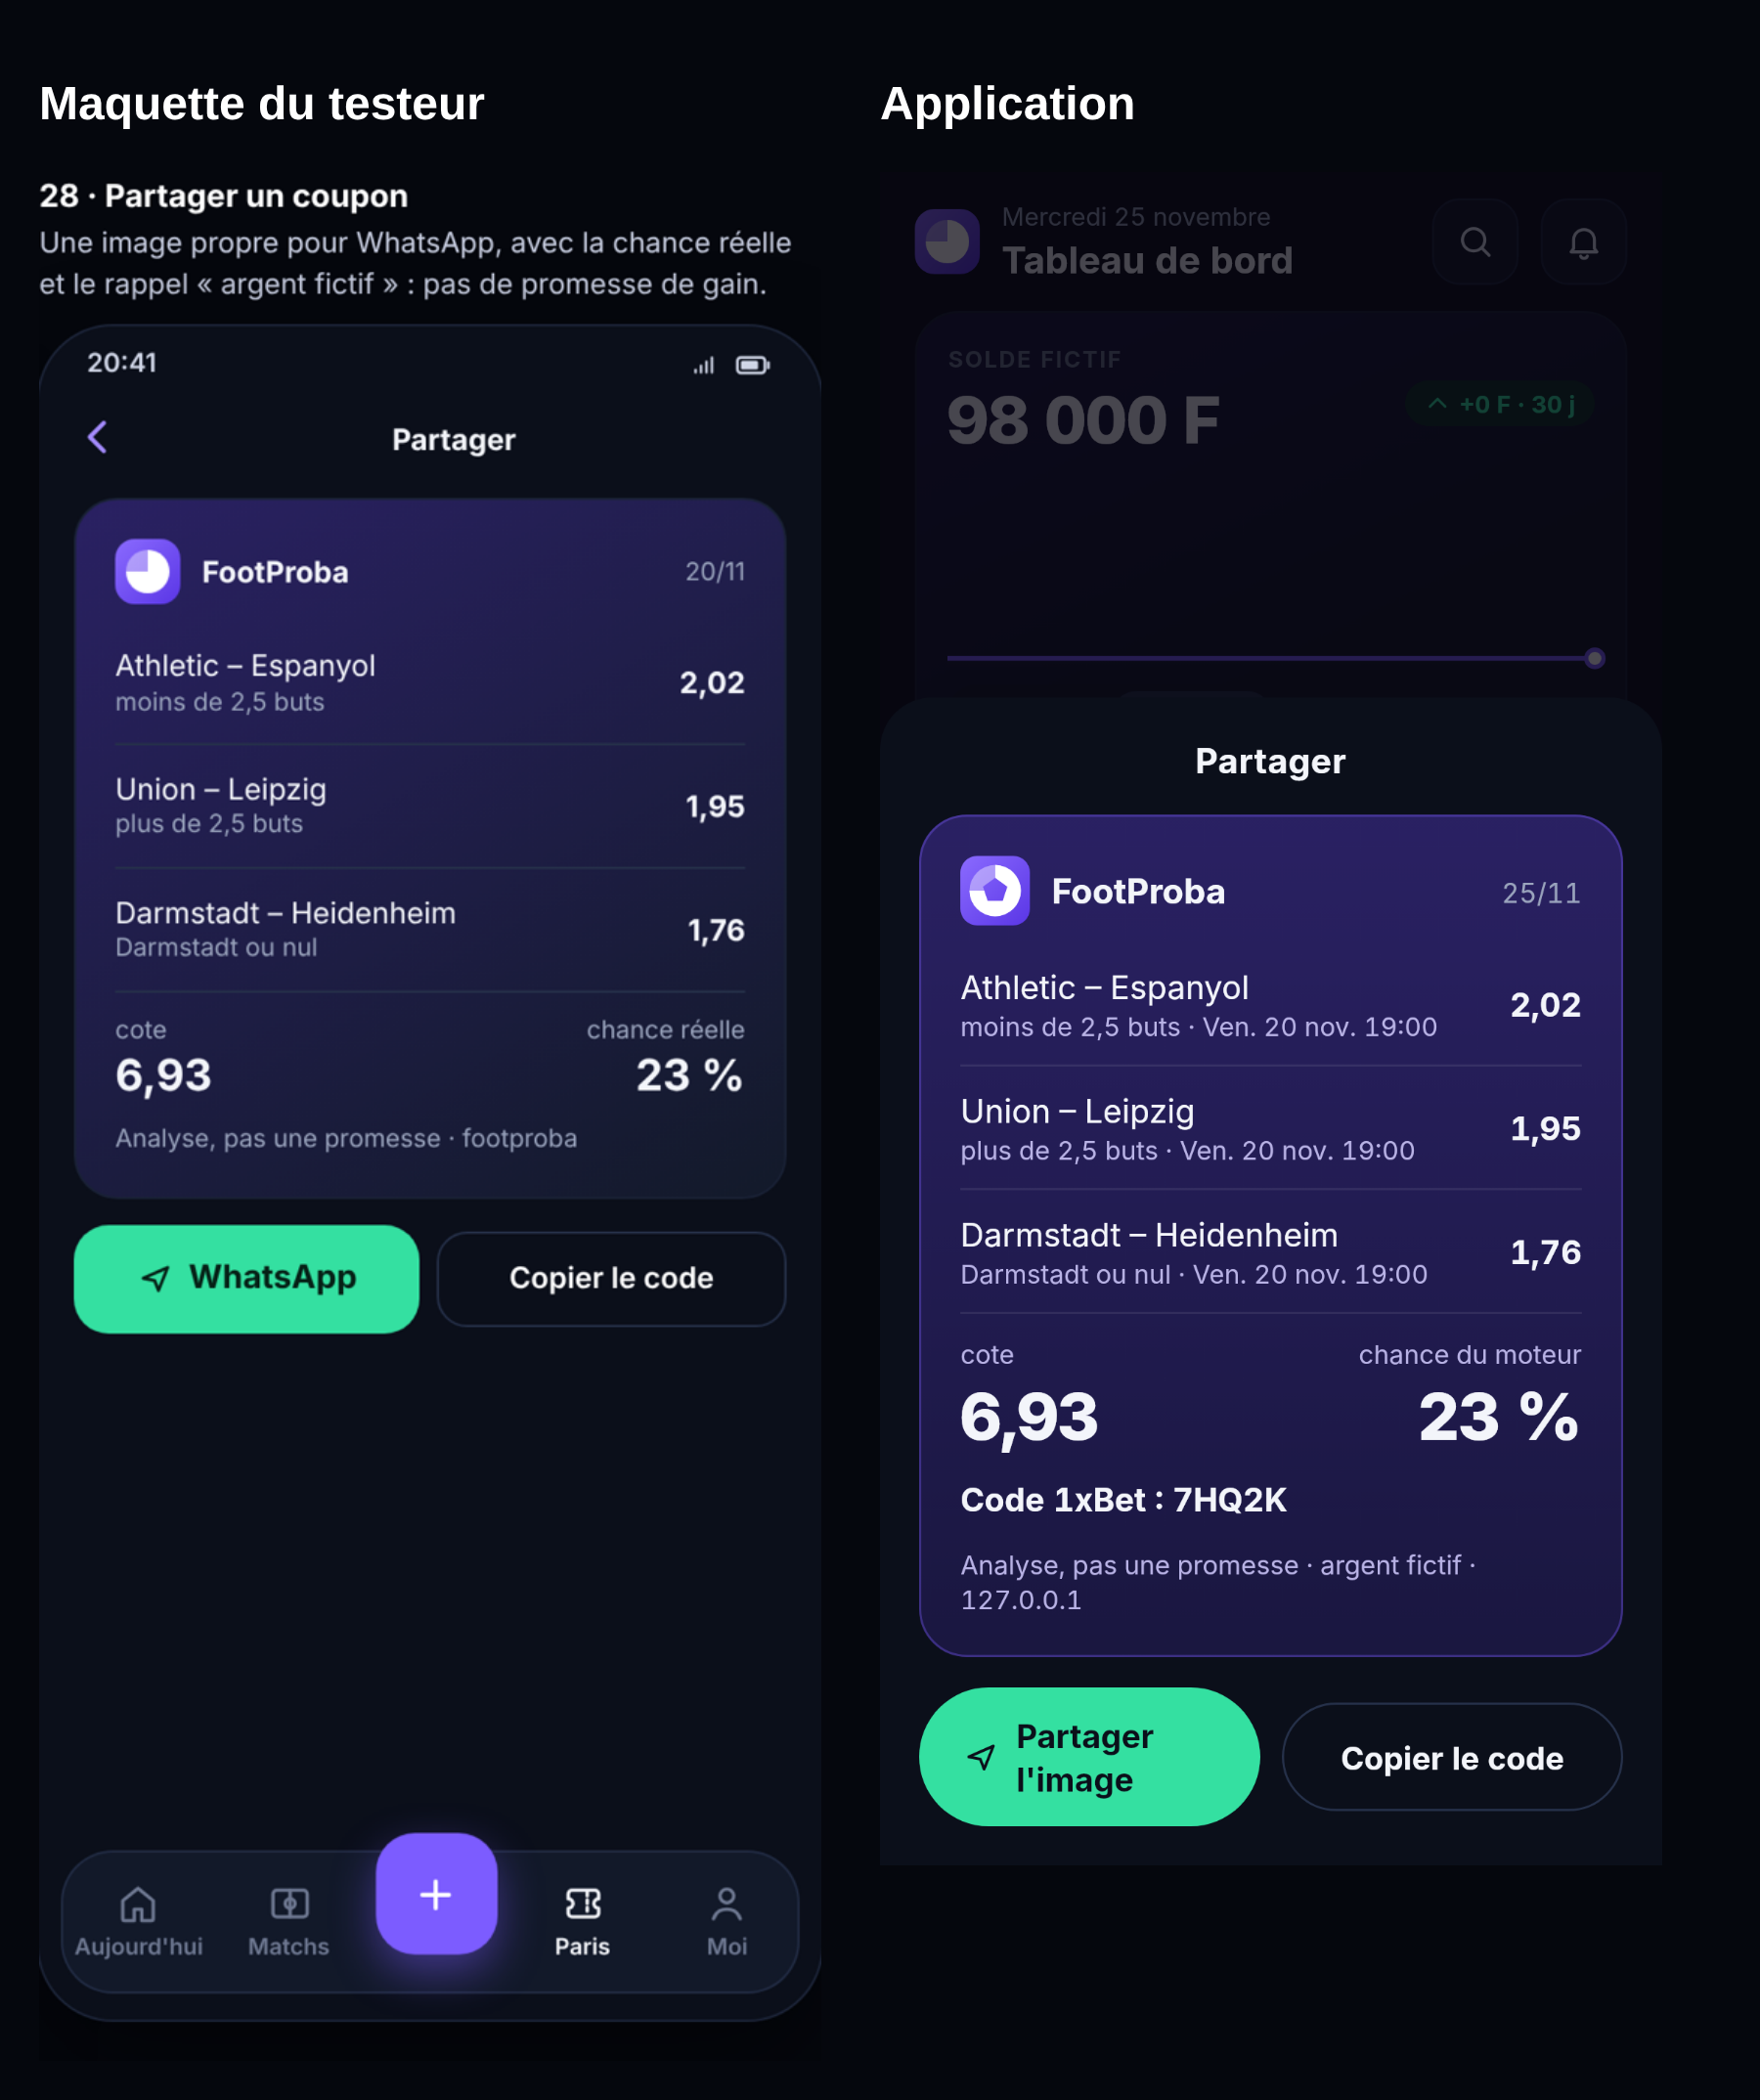 Maquette du testeur
28 · Partager un coupon
Une image propre pour WhatsApp, avec la chance réelle
et le rappel « argent fictif » : pas de promesse de gain.
20:41
Partager
FootProba
20/11
Athletic – Espanyol
moins de 2,5 buts
2,02
Union – Leipzig
plus de 2,5 buts
1,95
Darmstadt – Heidenheim
Darmstadt ou nul
1,76
cote
chance réelle
6,93
23 %
Analyse, pas une promesse · footproba
WhatsApp
Copier le code
Aujourd'hui
Matchs
+
Paris
Moi
Application
Mercredi 25 novembre
Tableau de bord
SOLDE FICTIF
98 000 F
+0 F · 30 j
Partager
FootProba
25/11
Athletic – Espanyol
moins de 2,5 buts · Ven. 20 nov. 19:00
2,02
Union – Leipzig
plus de 2,5 buts · Ven. 20 nov. 19:00
1,95
Darmstadt – Heidenheim
Darmstadt ou nul · Ven. 20 nov. 19:00
1,76
cote
chance du moteur
6,93
23 %
Code 1xBet : 7HQ2K
Analyse, pas une promesse · argent fictif ·
127.0.0.1
Partager
l'image
Copier le code